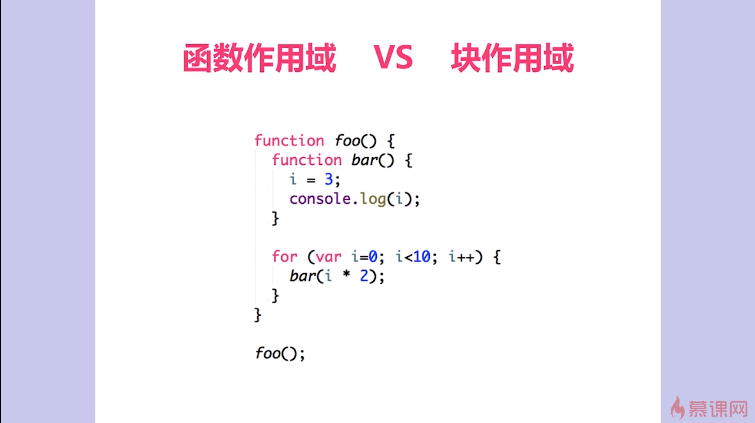 函数作用域 VS 块作用域
function foo() {
  function bar() {
    i = 3;
    console.log(i);
  }
  for (var i=0; i<10; i++) {
    bar(i * 2);
  }
}
foo();
慕课网